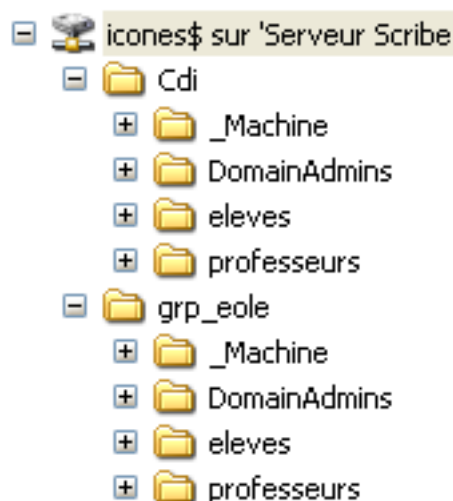 icones$ sur 'Serveur Scribe
Cdi
_Machine
DomainAdmins
eleves
professeurs
grp_eole
_Machine
DomainAdmins
eleves
professeurs